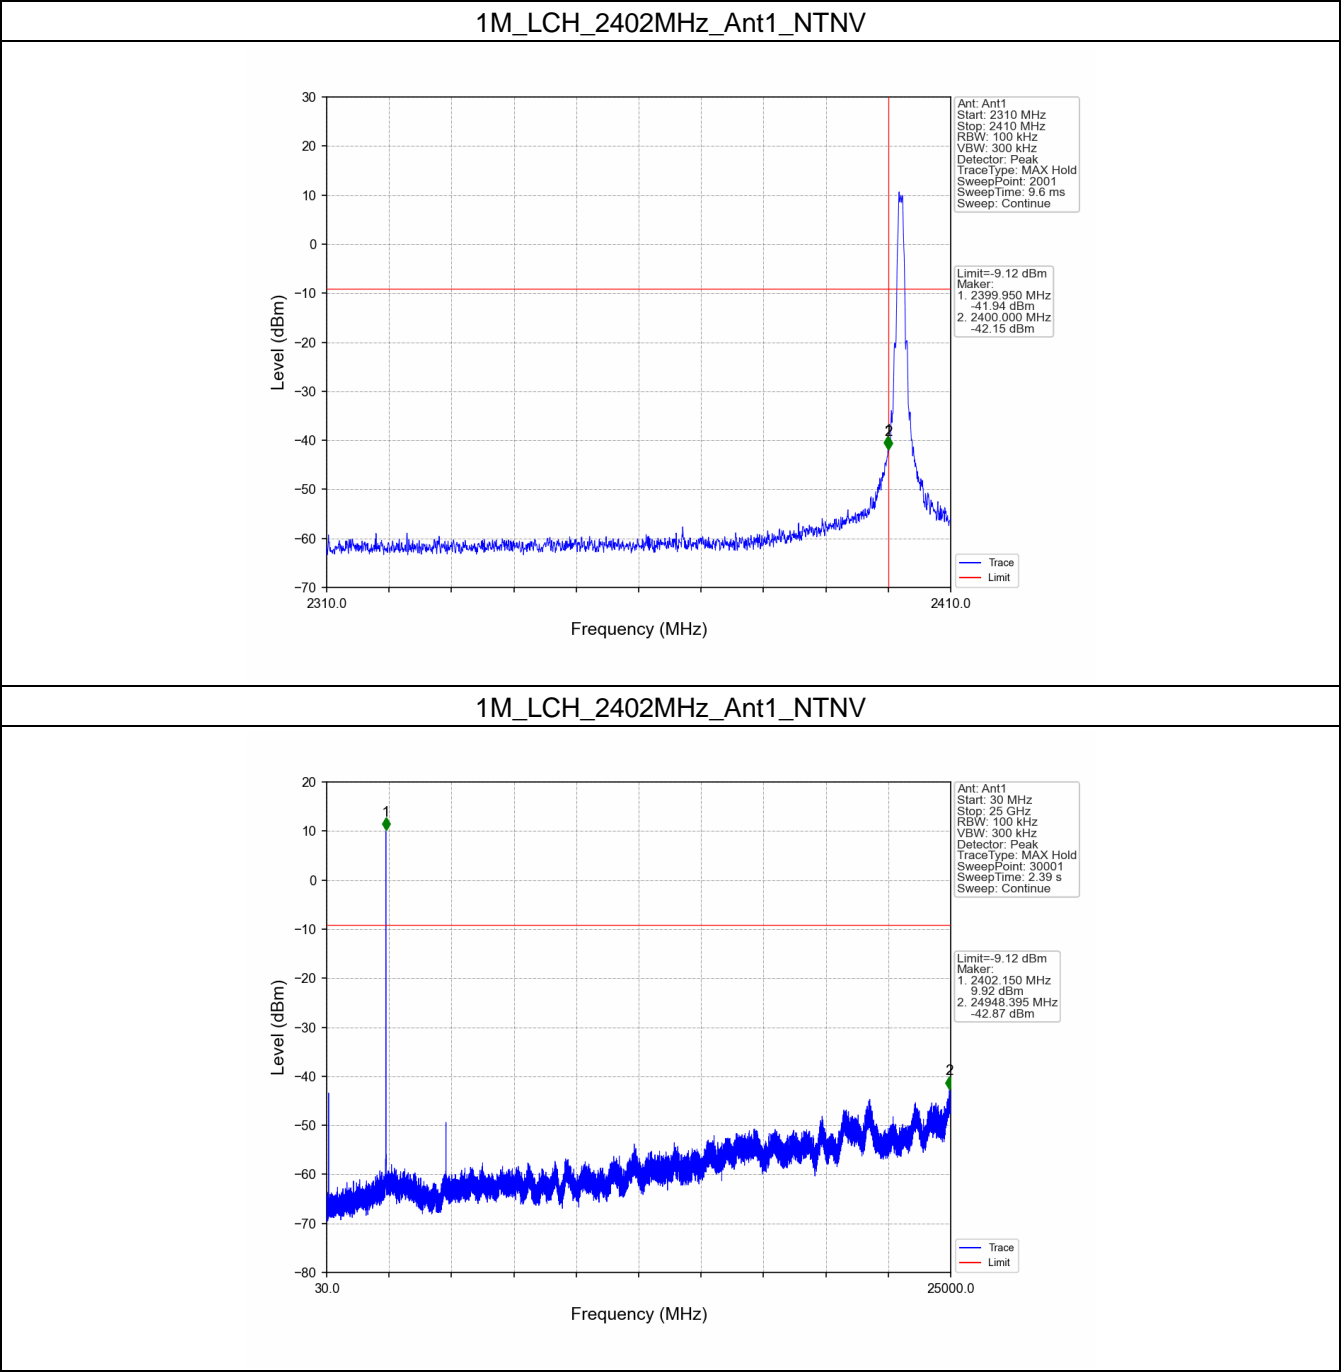 1M_LCH_2402MHz_Ant1_NTNV
30
20
10
0
−10
−20
−30
−40
−50
−60
−70
Level (dBm)
2
2310.0
2410.0
Frequency (MHz)
Ant: Ant1
Start: 2310 MHz
Stop: 2410 MHz
RBW: 100 kHz
VBW: 300 kHz
Detector: Peak
TraceType: MAX Hold
SweepPoint: 2001
SweepTime: 9.6 ms
Sweep: Continue
Limit=-9.12 dBm
Maker:
1. 2399.950 MHz
-41.94 dBm
2. 2400.000 MHz
-42.15 dBm
Trace
Limit
1M_LCH_2402MHz_Ant1_NTNV
20
10
0
−10
−20
−30
−40
−50
−60
−70
−80
Level (dBm)
1
2
30.0
25000.0
Frequency (MHz)
Ant: Ant1
Start: 30 MHz
Stop: 25 GHz
RBW: 100 kHz
VBW: 300 kHz
Detector: Peak
TraceType: MAX Hold
SweepPoint: 30001
SweepTime: 2.39 s
Sweep: Continue
Limit=-9.12 dBm
Maker:
1. 2402.150 MHz
9.92 dBm
2. 24948.395 MHz
-42.87 dBm
Trace
Limit